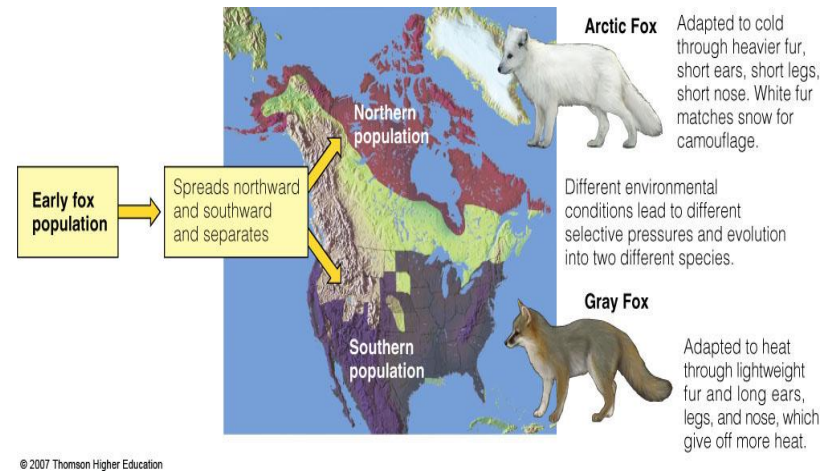 Early fox
population
Spreads northward
and southward
and separates
Northern
population
Southern
population
Arctic Fox
Adapted to cold
through heavier fur,
short ears, short legs,
short nose. White fur
matches snow for
camouflage.
Different environmental
conditions lead to different
selective pressures and evolution
into two different species.
Gray Fox
Adapted to heat
through lightweight
fur and long ears,
legs, and nose, which
give off more heat.
© 2007 Thomson Higher Education